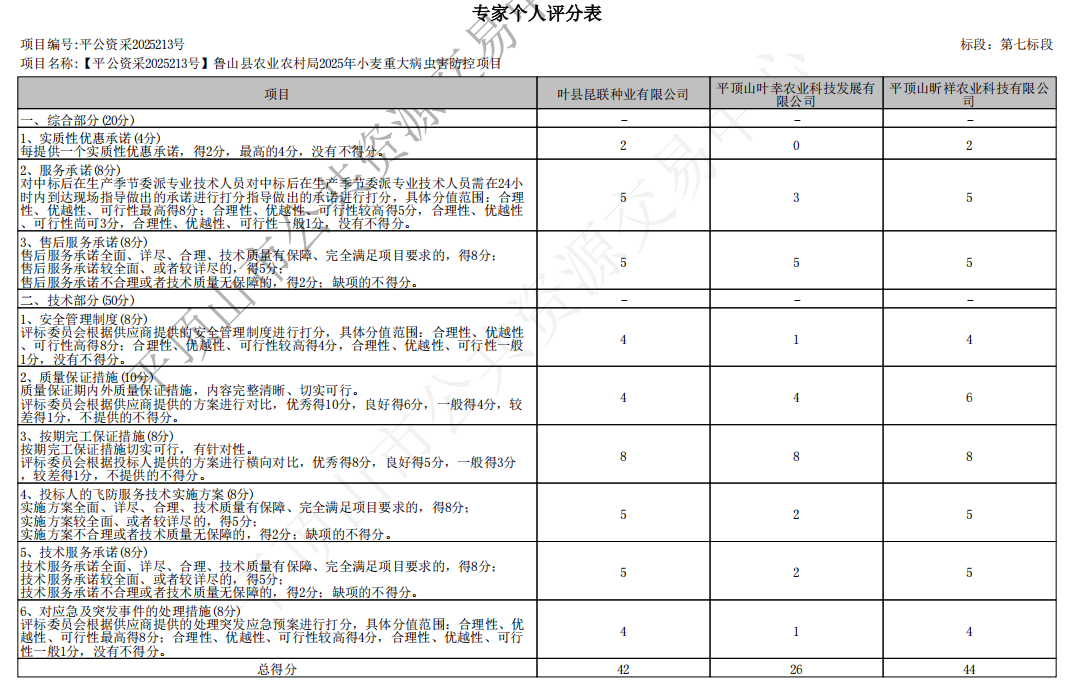 专家个人评分表
项目编号:平公资采2025213号
标段：第七标段
项目名称:【平公资采2025213号】鲁山县农业农村局2025年小麦重大病虫害防控项目
项目
叶县昆联种业有限公司
平顶山叶幸农业科技发展有
限公司
平顶山昕祥农业科技有限公
司
一、综合部分(20分)
-
-
-
1、实质性优惠承诺(4分)
每提供一个实质性优惠承诺，得2分，最高的4分，没有不得分。
2
0
2
2、服务承诺(8分)
对中标后在生产季节委派专业技术人员对中标后在生产季节委派专业技术人员需在24小
时内到达现场指导做出的承诺进行打分指导做出的承诺进行打分，具体分值范围：合理
性、优越性、可行性最高得8分；合理性、优越性、可行性较高得5分，合理性、优越性
、可行性尚可3分，合理性、优越性、可行性一般1分，没有不得分。
5
3
5
3、售后服务承诺(8分)
售后服务承诺全面、详尽、合理、技术质量有保障、完全满足项目要求的，得8分；
售后服务承诺较全面、或者较详尽的，得5分；
售后服务承诺不合理或者技术质量无保障的，得2分；缺项的不得分。
5
5
5
二、技术部分(50分)
-
-
-
1、安全管理制度(8分)
评标委员会根据供应商提供的安全管理制度进行打分，具体分值范围：合理性、优越性
、可行性高得8分；合理性、优越性、可行性较高得4分，合理性、优越性、可行性一般
1分，没有不得分。
4
1
4
2、质量保证措施(10分)
质量保证期内外质量保证措施，内容完整清晰、切实可行。
评标委员会根据供应商提供的方案进行对比，优秀得10分，良好得6分，一般得4分，较
差得1分，不提供的不得分。
4
4
6
3、按期完工保证措施(8分)
按期完工保证措施切实可行，有针对性。
评标委员会根据投标人提供的方案进行横向对比，优秀得8分，良好得5分，一般得3分
，较差得1分，不提供的不得分。
8
8
8
4、投标人的飞防服务技术实施方案(8分)
实施方案全面、详尽、合理、技术质量有保障、完全满足项目要求的，得8分；
实施方案较全面、或者较详尽的，得5分；
实施方案不合理或者技术质量无保障的，得2分；缺项的不得分。
5
2
5
5、技术服务承诺(8分)
技术服务承诺全面、详尽、合理、技术质量有保障、完全满足项目要求的，得8分；
技术服务承诺较全面、或者较详尽的，得5分；
技术服务承诺不合理或者技术质量无保障的，得2分；缺项的不得分。
5
2
5
6、对应急及突发事件的处理措施(8分)
评标委员会根据供应商提供的处理突发应急预案进行打分，具体分值范围：合理性、优
越性、可行性最高得8分；合理性、优越性、可行性较高得4分，合理性、优越性、可行
性一般1分，没有不得分。
4
1
4
总得分
42
26
44
平顶山市公共资源交易中
平顶山市公共资源交易中心